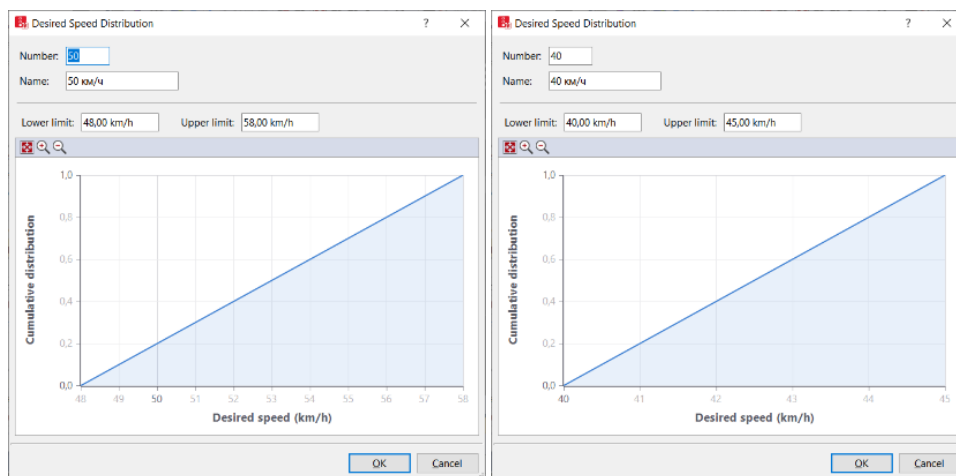 Desired Speed Distribution ? ×
Number: 50
Name: 50 км/ч
Lower limit: 48,00 km/h Upper limit: 58,00 km/h
1,0
0,8
0,6
0,4
0,2
0,0
Cumulative distribution
48 49 50 51 52 53 54 55 56 57 58
Desired speed (km/h)
OK Cancel
Desired Speed Distribution ? ×
Number: 40
Name: 40 км/ч
Lower limit: 40,00 km/h Upper limit: 45,00 km/h
1,0
0,8
0,6
0,4
0,2
0,0
Cumulative distribution
40 41 42 43 44 45
Desired speed (km/h)
OK Cancel